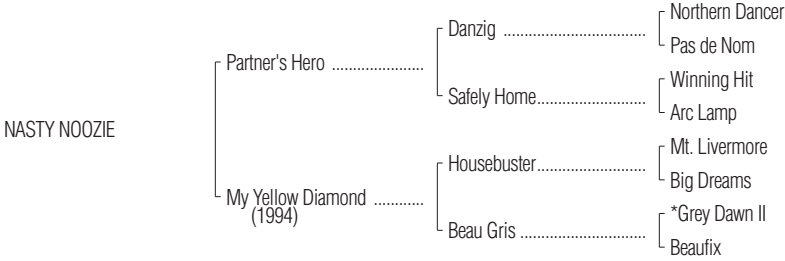 Northern Dancer
Danzig ................................
Pas de Nom
Partner's Hero .....................
Winning Hit
Safely Home........................
Arc Lamp
NASTY NOOZIE
Mt. Livermore
Housebuster........................
Big Dreams
My Yellow Diamond ............
(1994)
*Grey Dawn II
Beau Gris ............................
Beaufix